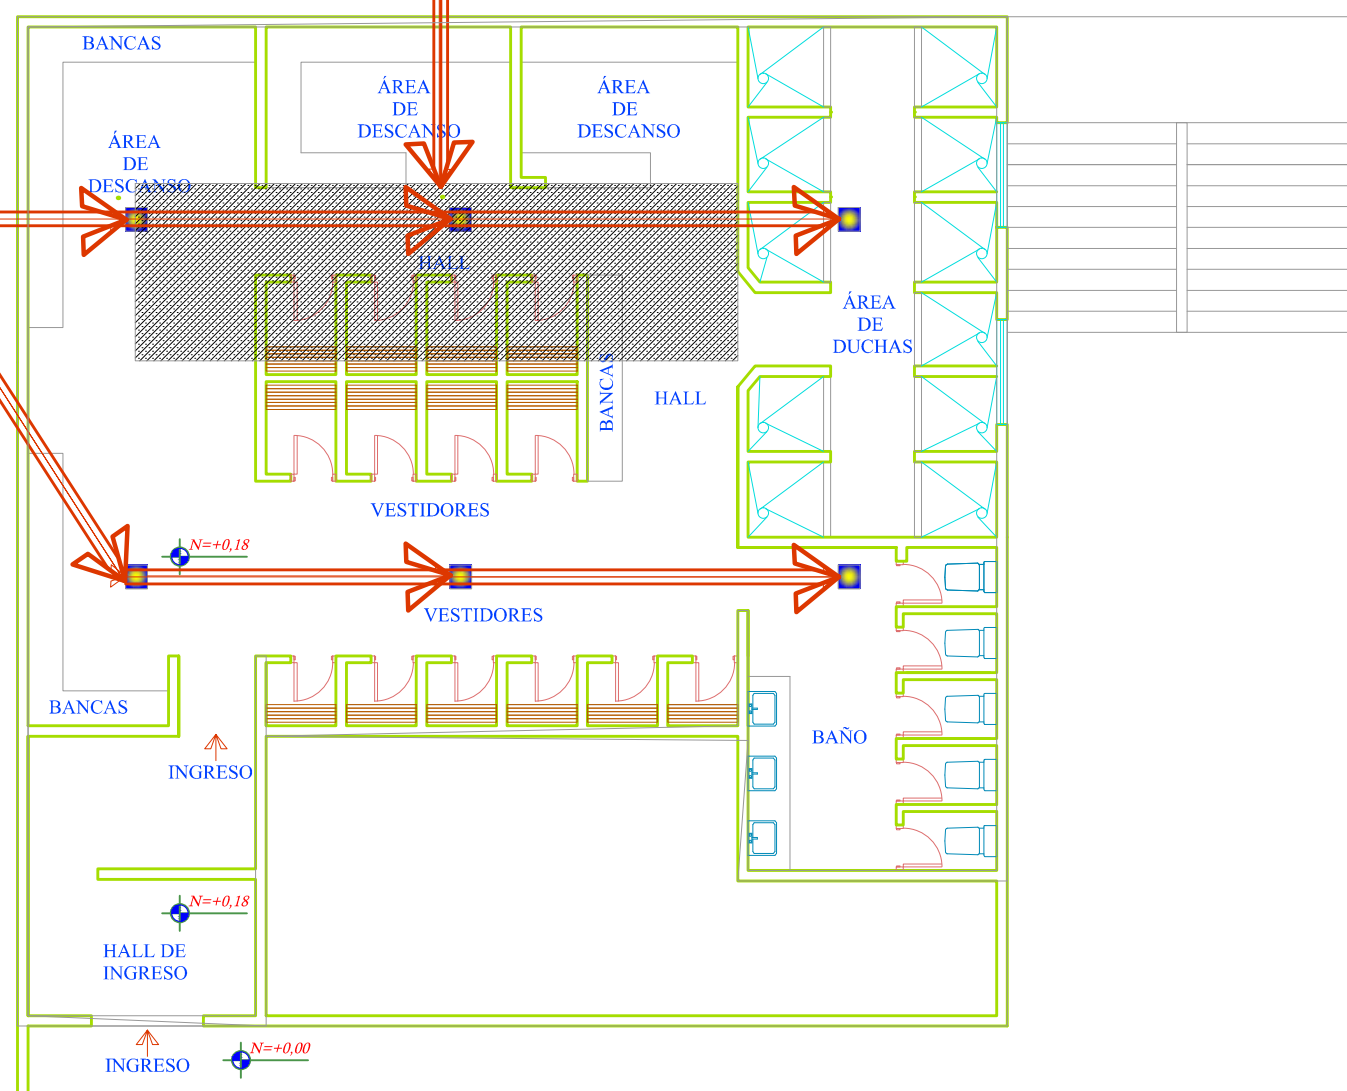 BANCAS
ÁREA
DE
DESCANSO
ÁREA
DE
DESCANSO
ÁREA
DE
DESCANSO
HALL
ÁREA
DE
DUCHAS
BANCAS
HALL
VESTIDORES
N=+0,18
VESTIDORES
BANCAS
BAÑO
INGRESO
N=+0,18
HALL DE
INGRESO
N=+0,00
INGRESO